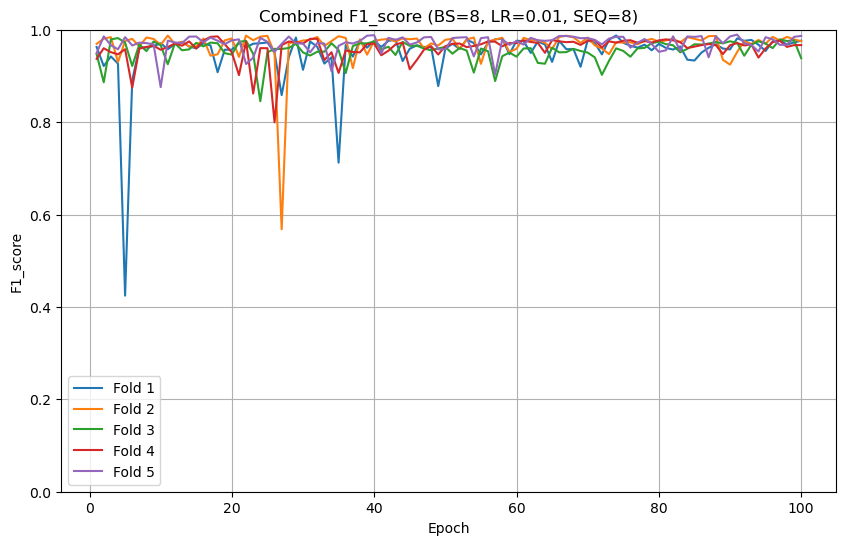 Combined F1_score (BS=8, LR=0.01, SEQ=8)
1.0
0.8
0.6
0.4
0.2
0.0
F1_score
Fold 1
Fold 2
Fold 3
Fold 4
Fold 5
0 20 40 60 80 100
Epoch